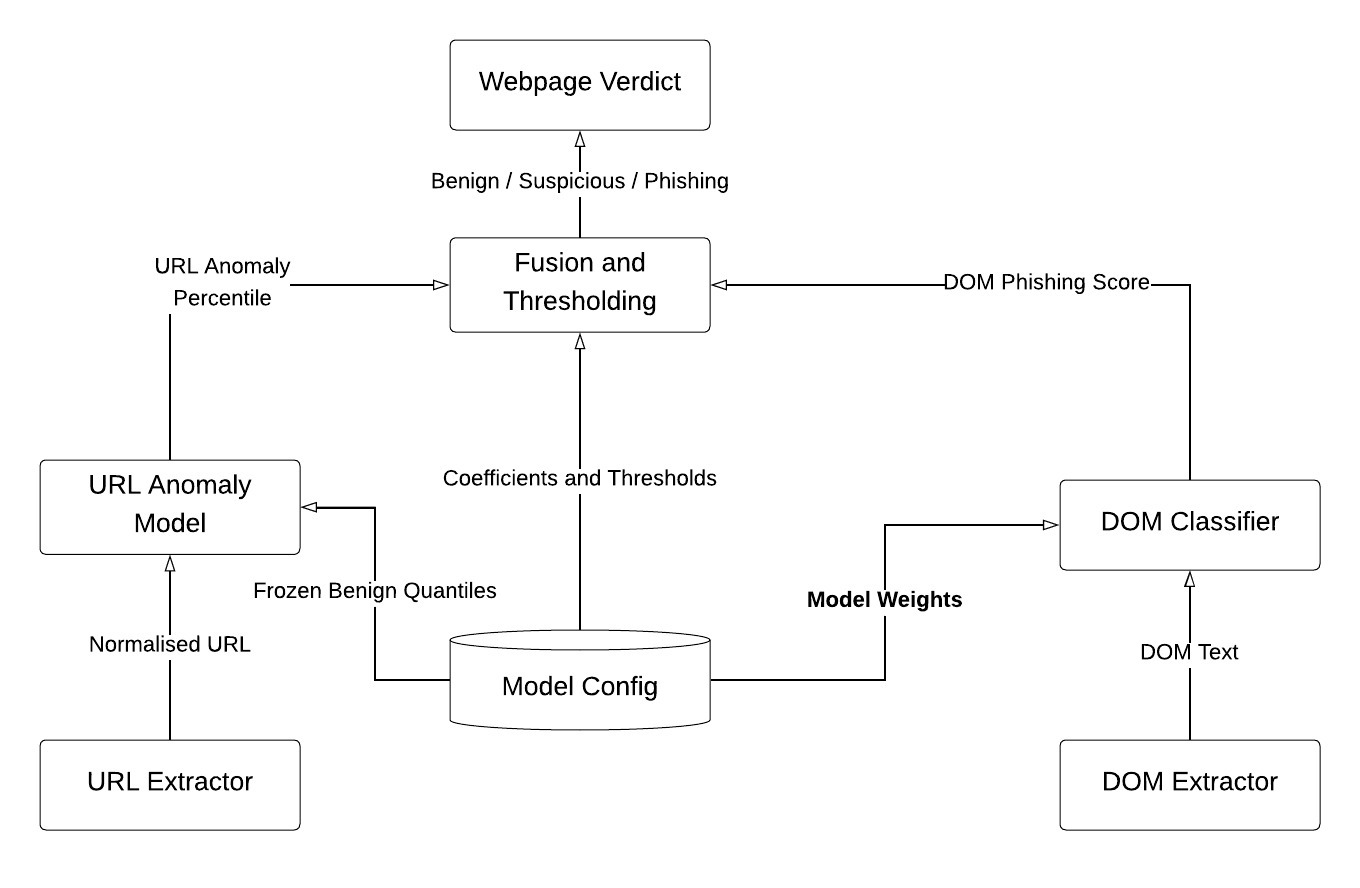 Webpage Verdict
Benign / Suspicious / Phishing
Fusion and
Thresholding
URL Anomaly
Percentile
DOM Phishing Score
URL Anomaly
Model
Coefficients and Thresholds
DOM Classifier
Frozen Benign Quantiles
Model Weights
Normalised URL
DOM Text
Model Config
URL Extractor
DOM Extractor